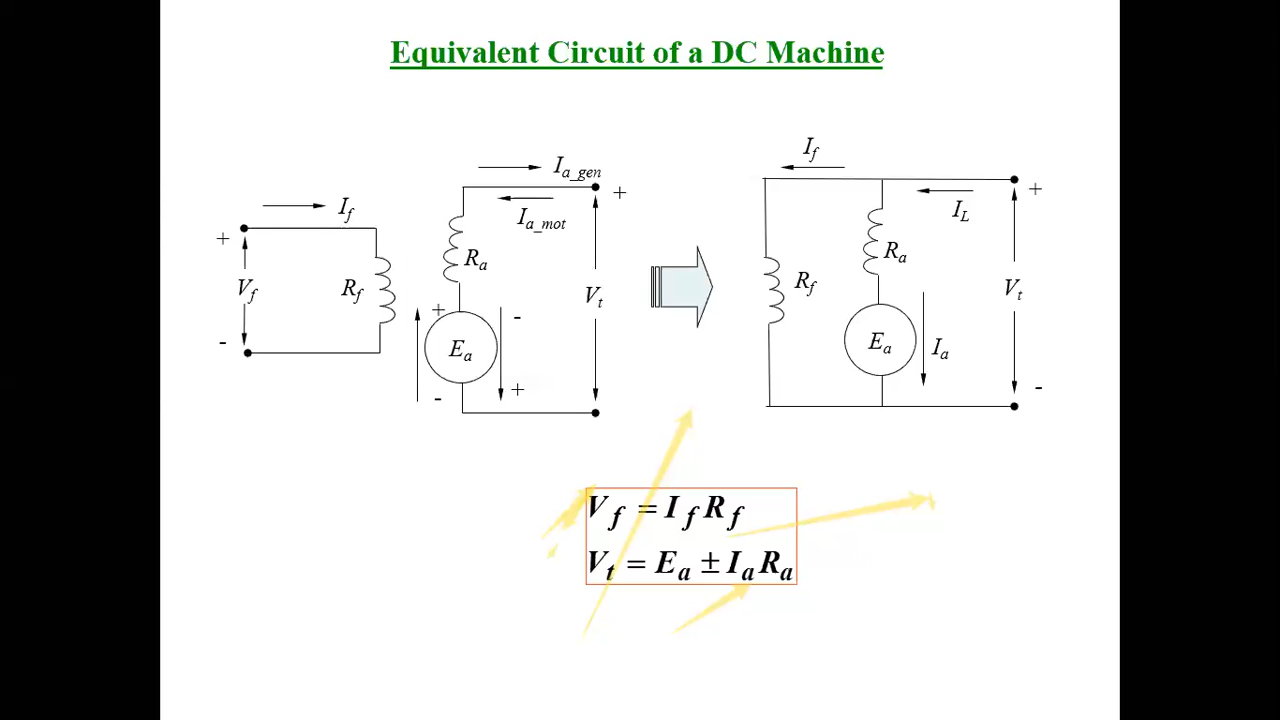 Equivalent Circuit of a DC Machine
I_f
+
V_f
-
R_f
I_a_gen
I_a_mot
+
R_a
V_t
+
-
E_a
-
+
I_f
I_L
+
R_f
R_a
V_t
E_a
I_a
-
V_f = I_f R_f
V_t = E_a ± I_a R_a